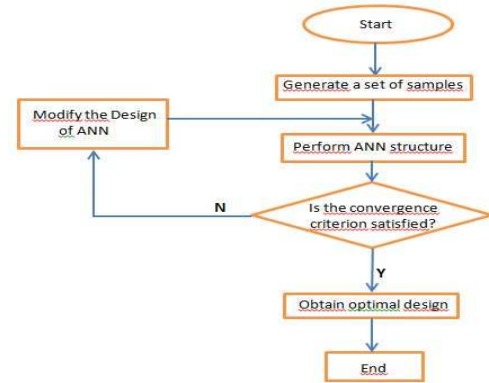 Start
Generate a set of samples
Modify the Design
of ANN
Perform ANN structure
Is the convergence
criterion satisfied?
N
Y
Obtain optimal design
End